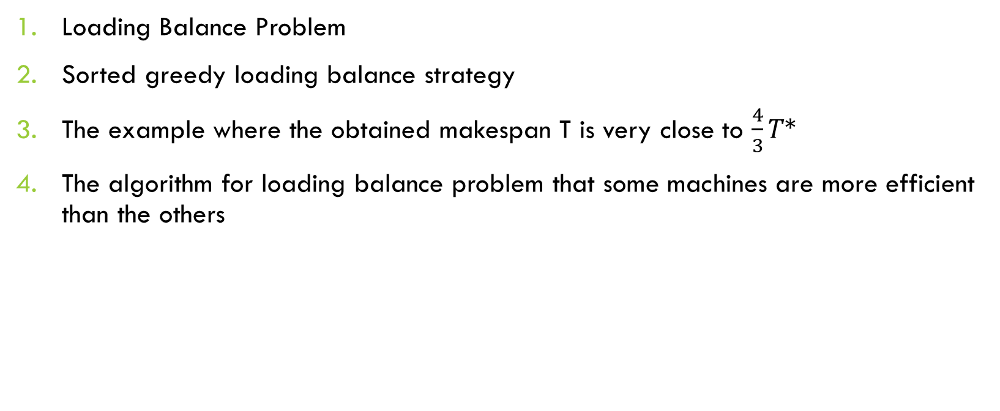 1. Loading Balance Problem
2. Sorted greedy loading balance strategy
3. The example where the obtained makespan T is very close to $\frac{4}{3}T^*$
4. The algorithm for loading balance problem that some machines are more efficient
than the others